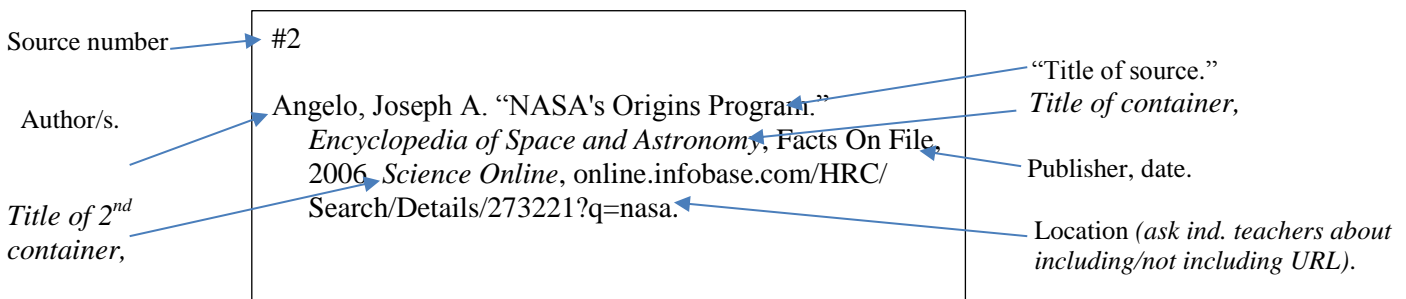 Source number
#2
Author/s.
Angelo, Joseph A. “NASA's Origins Program.”
Encyclopedia of Space and Astronomy, Facts On File,
2006. Science Online, online.infobase.com/HRC/
Search/Details/273221?q=nasa.
Title of 2nd
container,
“Title of source.”
Title of container,
Publisher, date.
Location (ask ind. teachers about
including/not including URL).